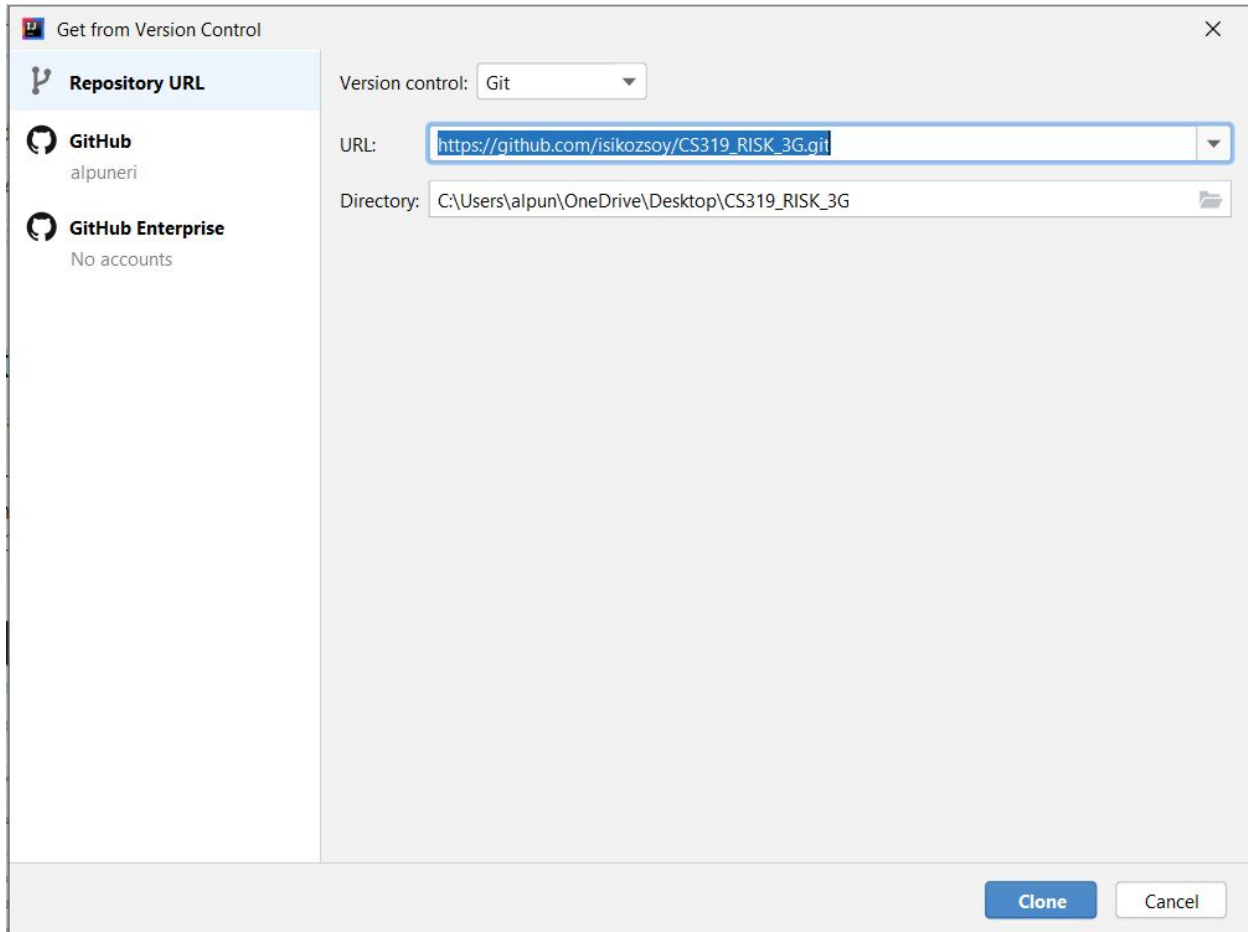 Get from Version Control
Repository URL
Version control: Git
GitHub
alpuneri
URL: https://github.com/isikozsoy/CS319_RISK_3G.git
Directory: C:\Users\alpun\OneDrive\Desktop\CS319_RISK_3G
GitHub Enterprise
No accounts
Clone Cancel